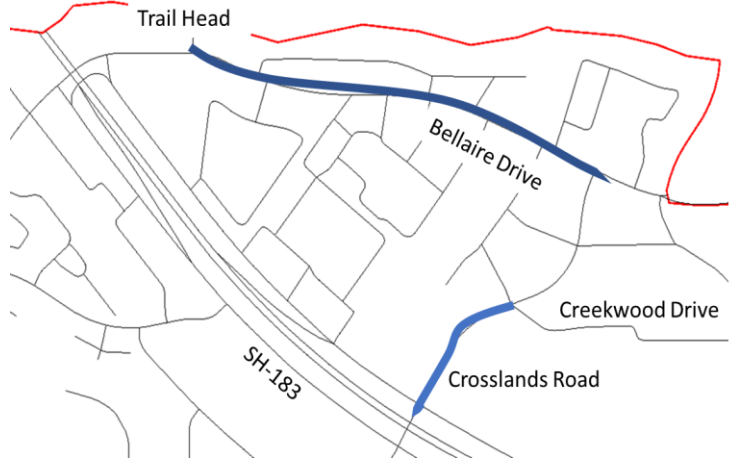 Trail Head
Bellaire Drive
Creekwood Drive
SH-183
Crosslands Road